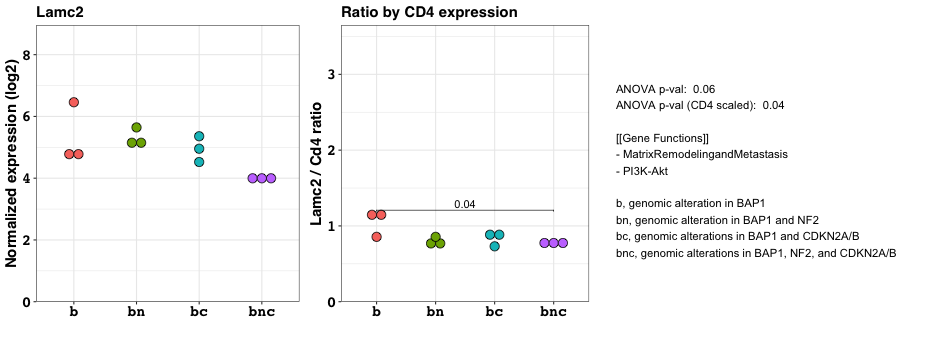 Lamc2
Normalized expression (log2)
8
6
4
2
0
b bn bc bnc
Ratio by CD4 expression
Lamc2 / Cd4 ratio
3
2
1
0
0.04
b bn bc bnc
ANOVA p-val: 0.06
ANOVA p-val (CD4 scaled): 0.04
[[Gene Functions]]
- MatrixRemodelingandMetastasis
- PI3K-Akt
b, genomic alteration in BAP1
bn, genomic alteration in BAP1 and NF2
bc, genomic alterations in BAP1 and CDKN2A/B
bnc, genomic alterations in BAP1, NF2, and CDKN2A/B